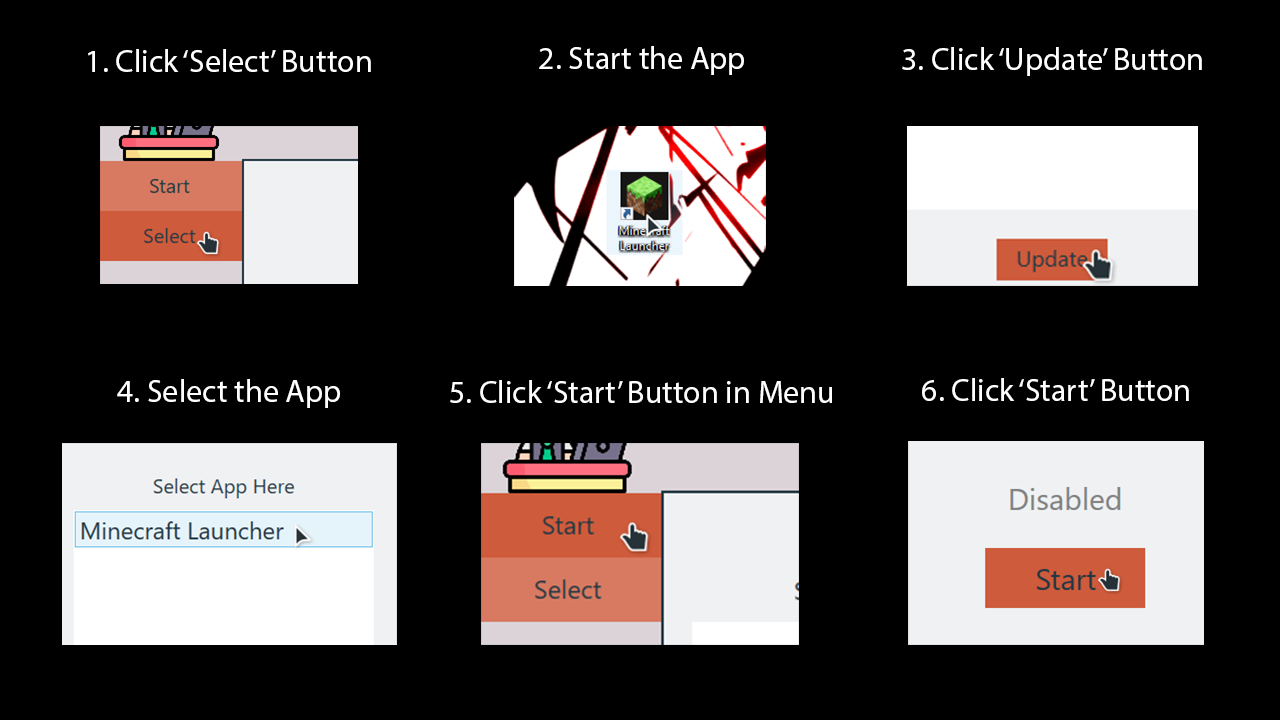 1. Click ‘Select’ Button
2. Start the App
3. Click ‘Update’ Button
Start
Select
Minecraft
Launcher
Update
4. Select the App
5. Click ‘Start’ Button in Menu
6. Click ‘Start’ Button
Select App Here
Minecraft Launcher
Start
Select
Disabled
Start